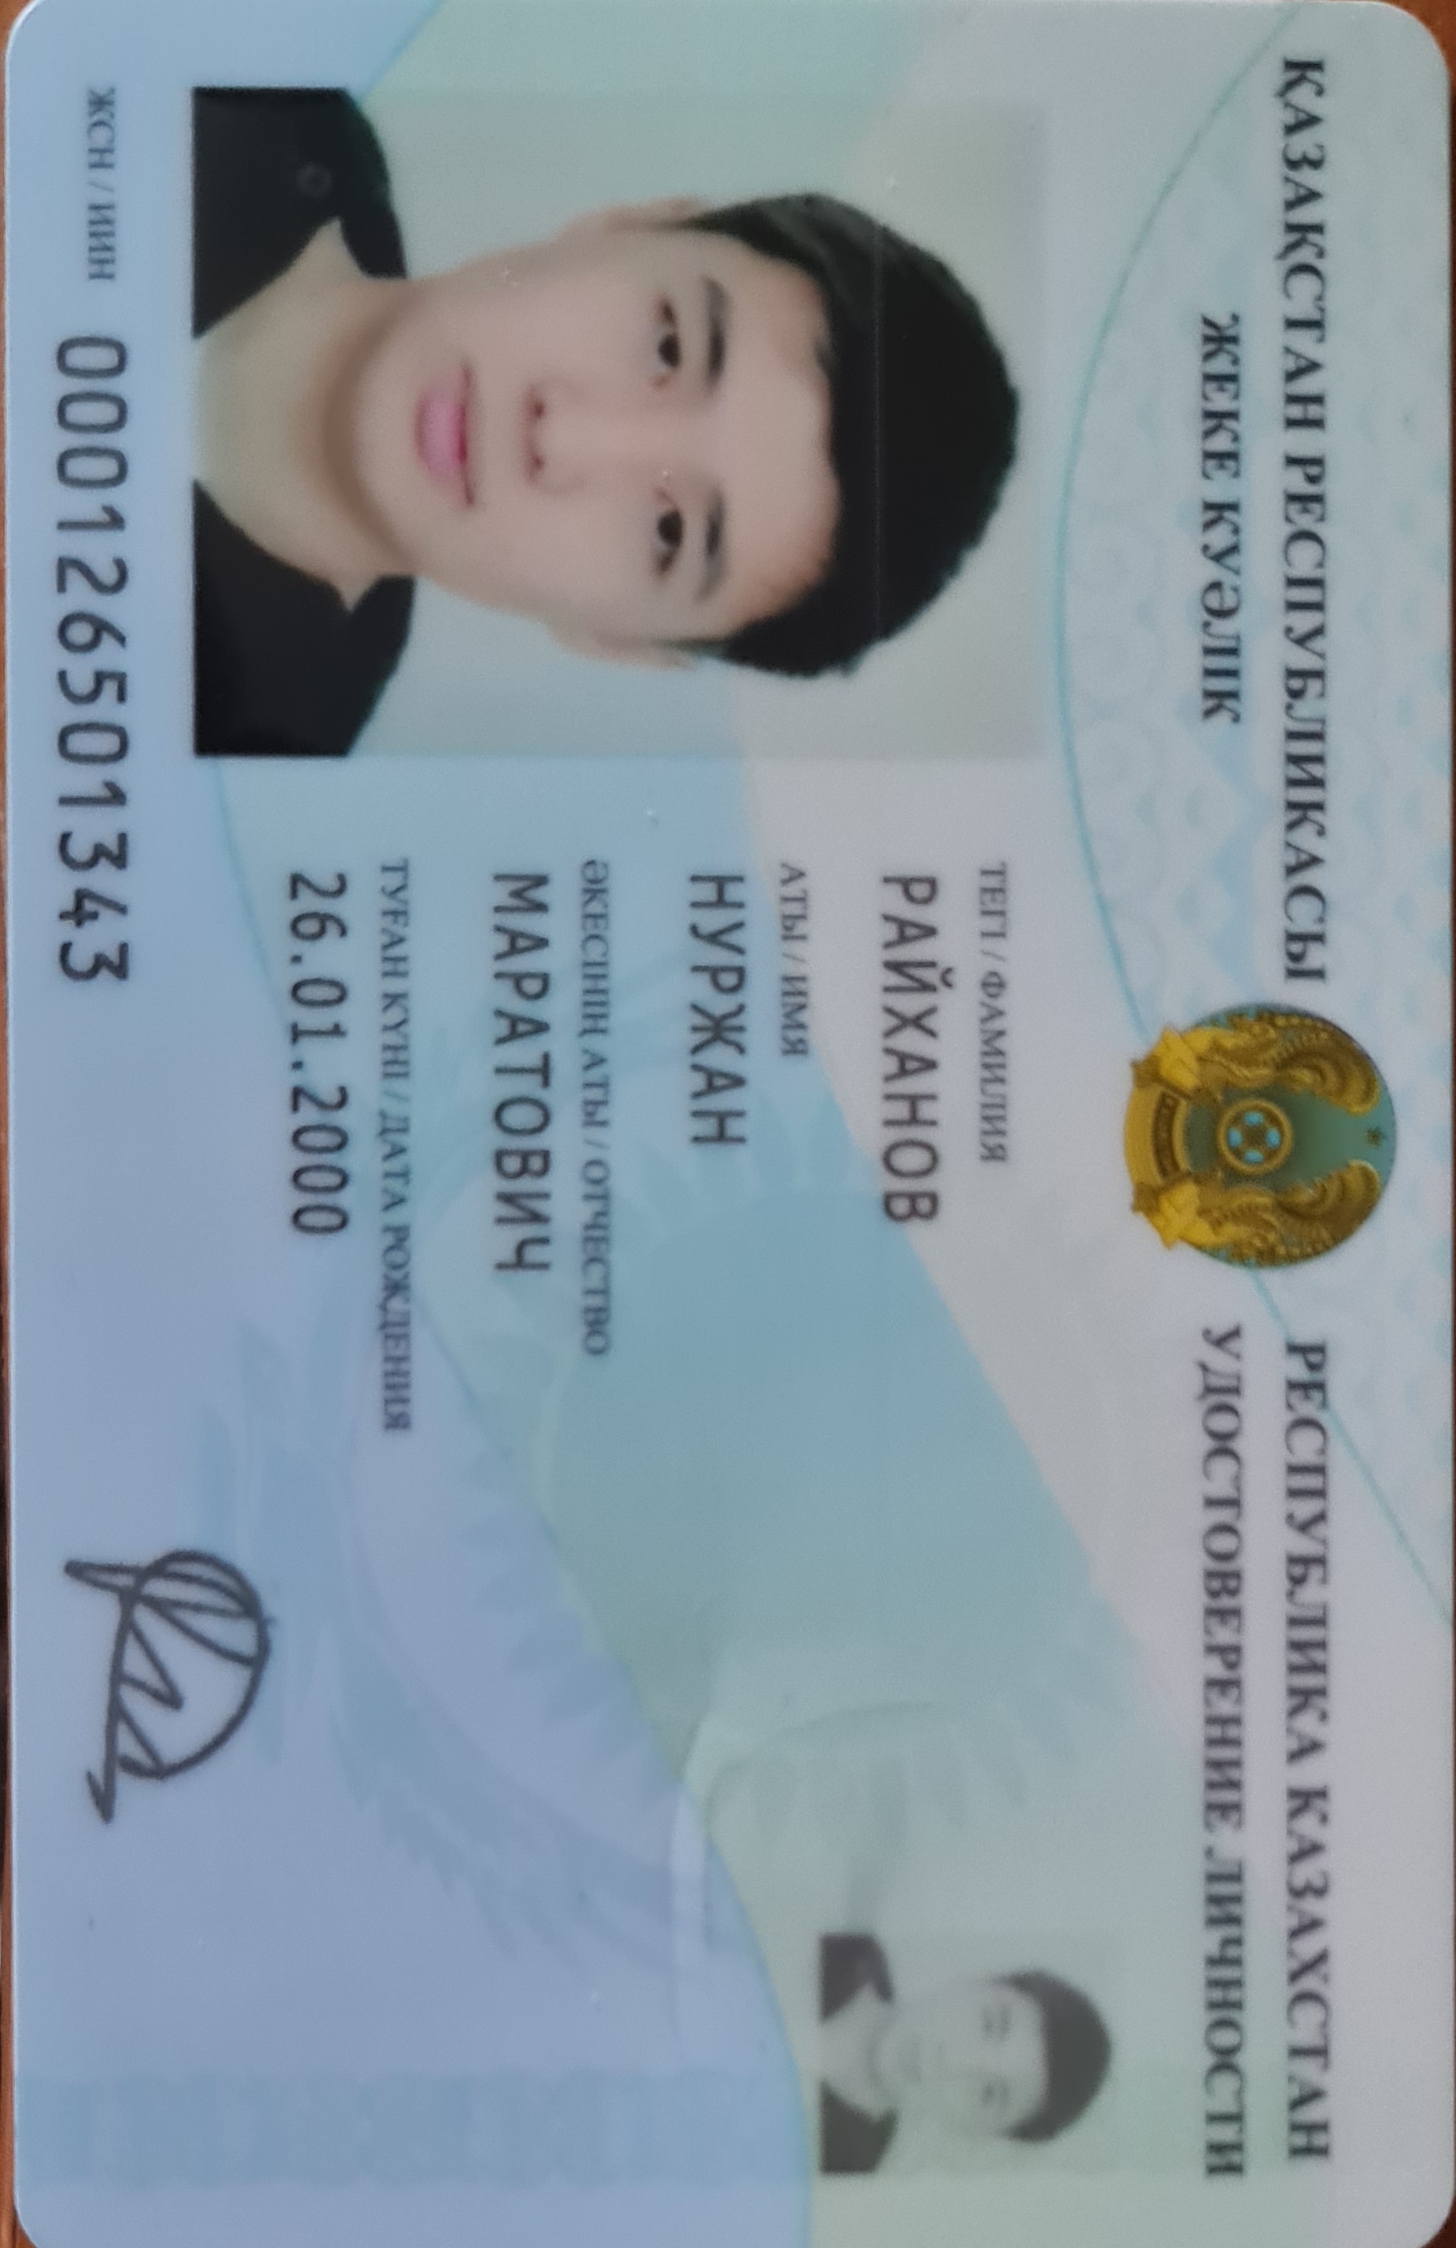 ҚАЗАҚСТАН РЕСПУБЛИКАСЫ
ЖЕКЕ КУӘЛІК
РЕСПУБЛИКА КАЗАХСТАН
УДОСТОВЕРЕНИЕ ЛИЧНОСТИ
ТЕГІ / ФАМИЛИЯ
РАЙХАНОВ
АТЫ / ИМЯ
НУРЖАН
ӘКЕСІНІҢ АТЫ / ОТЧЕСТВО
МАРАТОВИЧ
ТУҒАН КҮНІ / ДАТА РОЖДЕНИЯ
26.01.2000
ЖСН / ИИН 000126501343